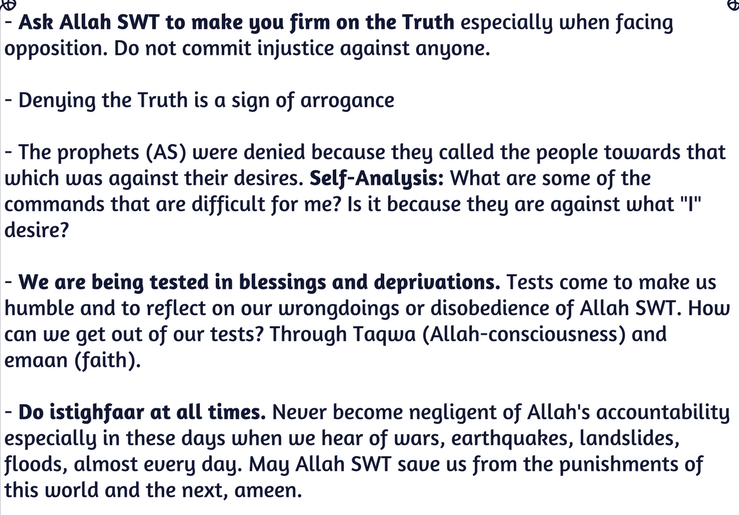 - Ask Allah SWT to make you firm on the Truth especially when facing
opposition. Do not commit injustice against anyone.
- Denying the Truth is a sign of arrogance
- The prophets (AS) were denied because they called the people towards that
which was against their desires. Self-Analysis: What are some of the
commands that are difficult for me? Is it because they are against what "I"
desire?
- We are being tested in blessings and deprivations. Tests come to make us
humble and to reflect on our wrongdoings or disobedience of Allah SWT. How
can we get out of our tests? Through Taqwa (Allah-consciousness) and
emaan (faith).
- Do istighfaar at all times. Never become negligent of Allah's accountability
especially in these days when we hear of wars, earthquakes, landslides,
floods, almost every day. May Allah SWT save us from the punishments of
this world and the next, ameen.